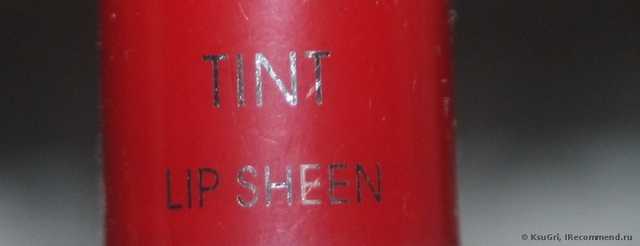 TINT
LIP SHEEN
© KsuGri, IRecommend.ru